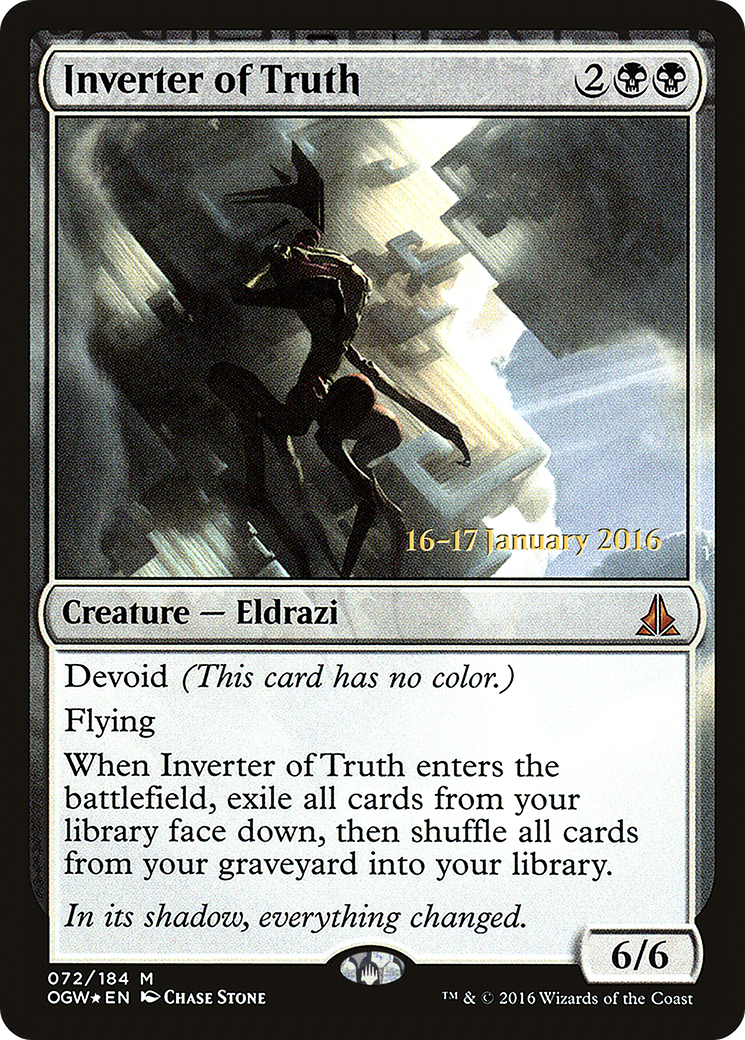 Inverter of Truth 2
16-17 January 2016
Creature — Eldrazi
Devoid (This card has no color.)
Flying
When Inverter of Truth enters the
battlefield, exile all cards from your
library face down, then shuffle all cards
from your graveyard into your library.
In its shadow, everything changed.
6/6
072/184 M
OGW★EN Chase Stone
™ & © 2016 Wizards of the Coast